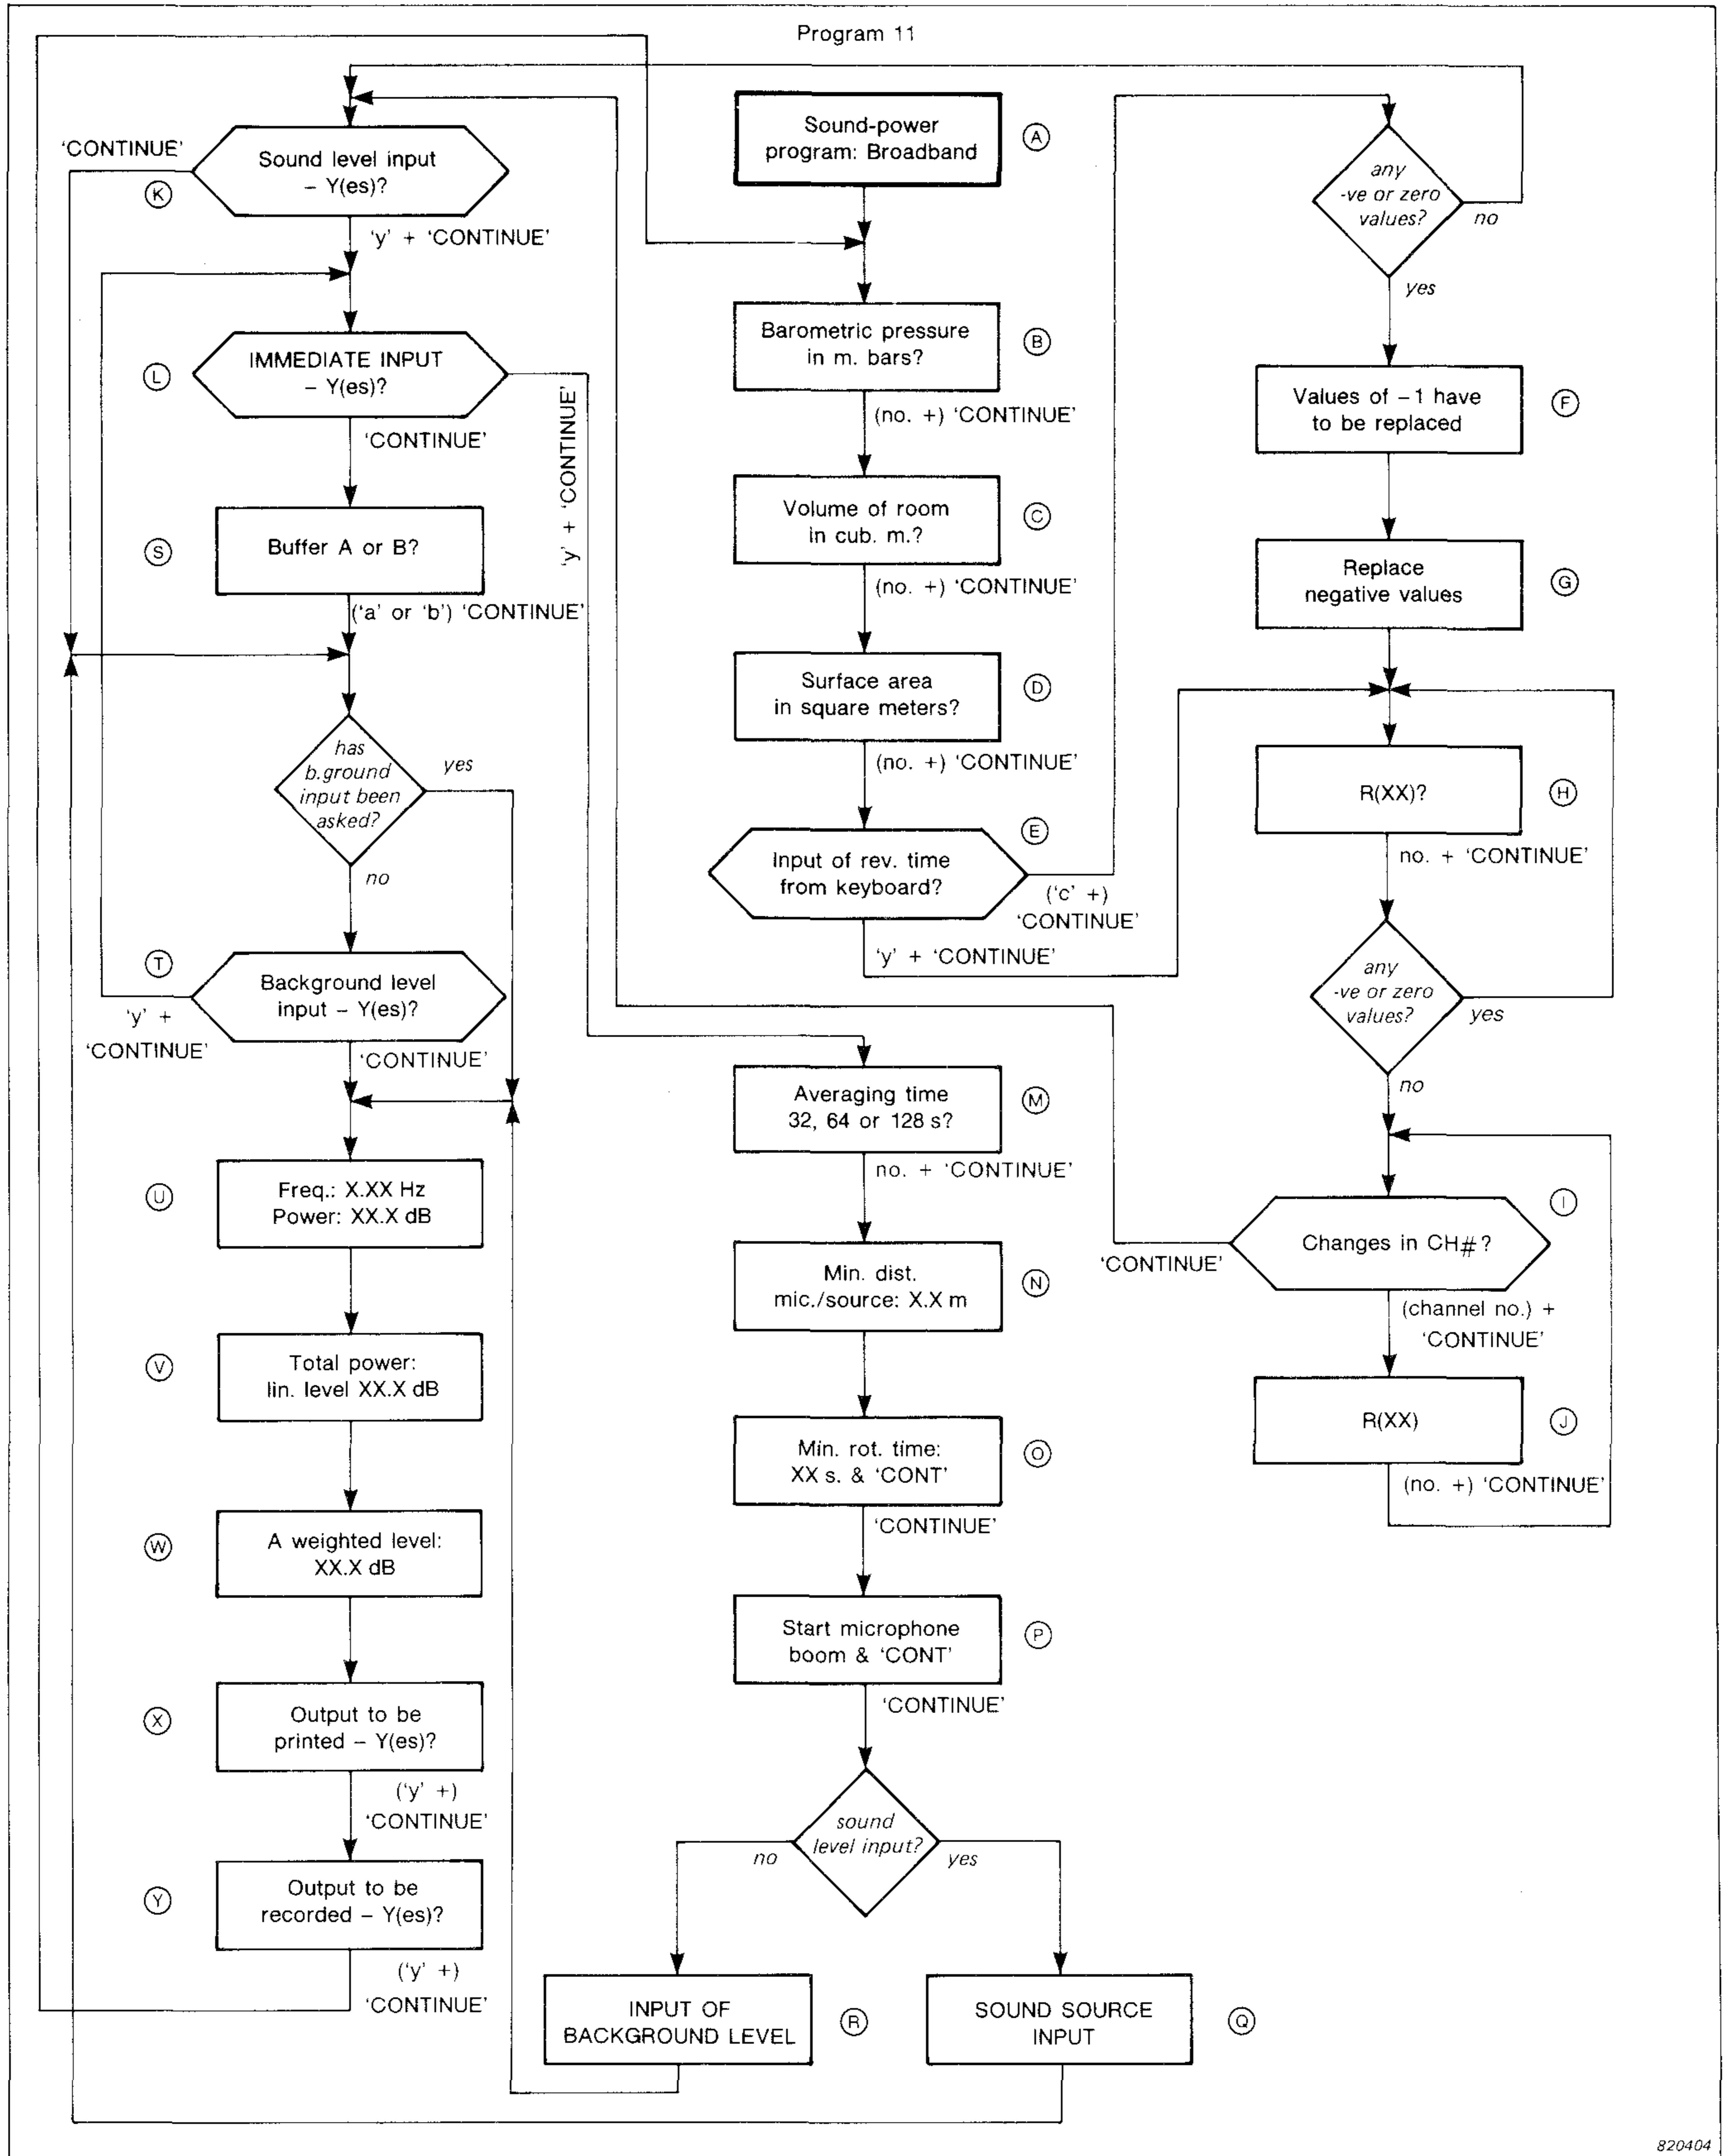 Program 11
'CONTINUE'
Sound level input
– Y(es)?
K
'y' + 'CONTINUE'
IMMEDIATE INPUT
– Y(es)?
L
'y' + 'CONTINUE'
'CONTINUE'
Buffer A or B?
S
('a' or 'b') 'CONTINUE'
has
b.ground
input been
asked?
yes
no
T
Background level
input – Y(es)?
'y' +
'CONTINUE'
'CONTINUE'
U
Freq.: X.XX Hz
Power: XX.X dB
V
Total power:
lin. level XX.X dB
W
A weighted level:
XX.X dB
X
Output to be
printed – Y(es)?
('y' +)
'CONTINUE'
Y
Output to be
recorded – Y(es)?
('y' +)
'CONTINUE'
Sound-power
program: Broadband
A
Barometric pressure
in m. bars?
B
(no. +) 'CONTINUE'
Volume of room
in cub. m.?
C
(no. +) 'CONTINUE'
Surface area
in square meters?
D
(no. +) 'CONTINUE'
E
Input of rev. time
from keyboard?
('c' +)
'CONTINUE'
'y' + 'CONTINUE'
Averaging time
32, 64 or 128 s?
M
no. + 'CONTINUE'
Min. dist.
mic./source: X.X m
N
Min. rot. time:
XX s. & 'CONT'
O
'CONTINUE'
Start microphone
boom & 'CONT'
P
'CONTINUE'
sound
level input?
no
yes
INPUT OF
BACKGROUND LEVEL
R
SOUND SOURCE
INPUT
Q
any
-ve or zero
values?
no
yes
Values of –1 have
to be replaced
F
Replace
negative values
G
R(XX)?
H
no. + 'CONTINUE'
any
-ve or zero
values?
yes
no
I
Changes in CH#?
'CONTINUE'
(channel no.) +
'CONTINUE'
R(XX)
J
(no. +) 'CONTINUE'
820404